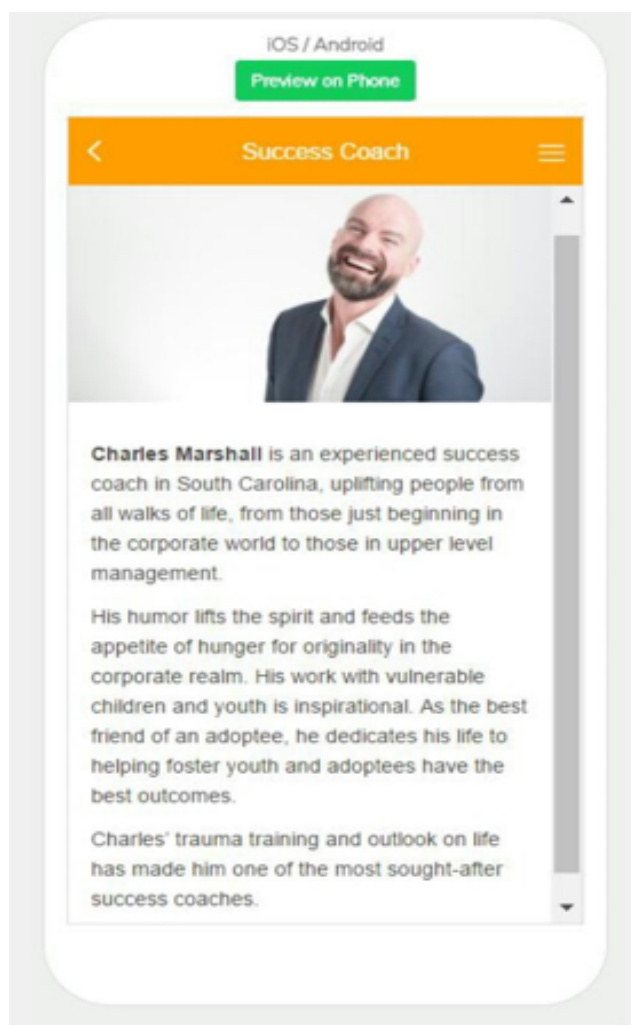 iOS / Android
Preview on Phone
Success Coach
Charles Marshall is an experienced success
coach in South Carolina, uplifting people from
all walks of life, from those just beginning in
the corporate world to those in upper level
management.
His humor lifts the spirit and feeds the
appetite of hunger for originality in the
corporate realm. His work with vulnerable
children and youth is inspirational. As the best
friend of an adoptee, he dedicates his life to
helping foster youth and adoptees have the
best outcomes.
Charles' trauma training and outlook on life
has made him one of the most sought-after
success coaches.